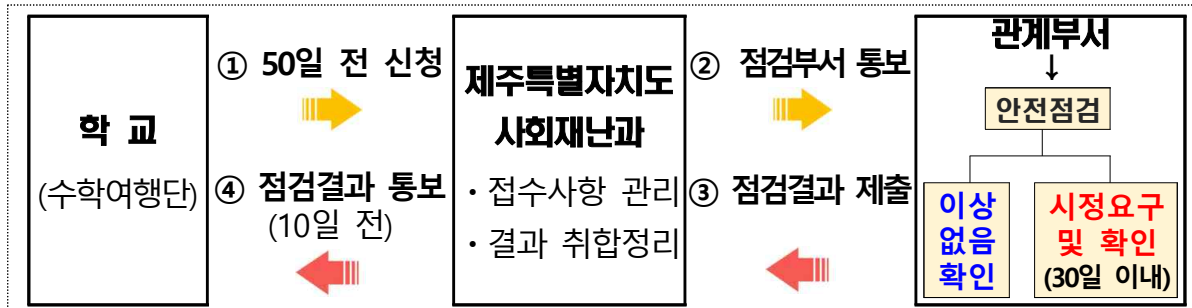 학 교
(수학여행단)
① 50일 전 신청
④ 점검결과 통보
(10일 전)
제주특별자치도
사회재난과
· 접수사항 관리
· 결과 취합정리
② 점검부서 통보
③ 점검결과 제출
관계부서
↓
안전점검
이상
없음
확인
시정요구
및 확인
(30일 이내)